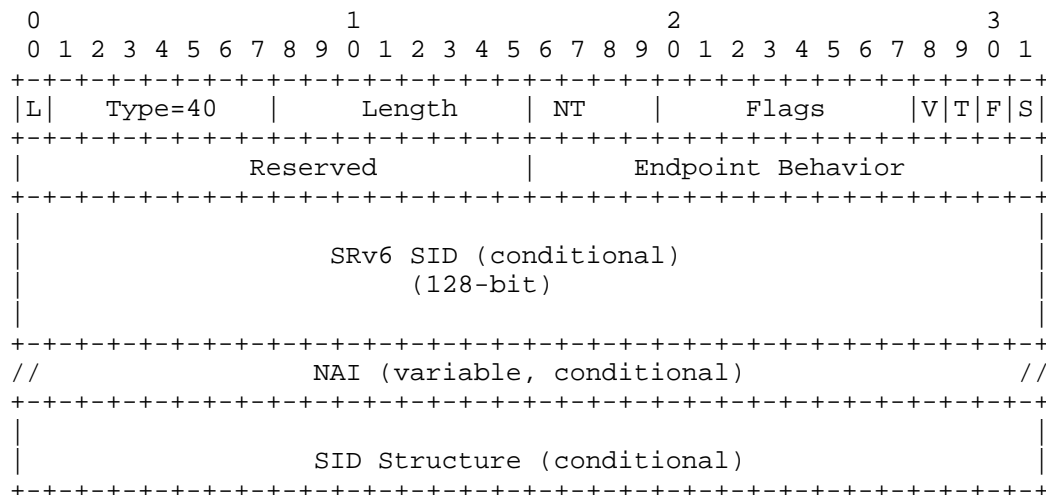 0                   1                   2                   3
 0 1 2 3 4 5 6 7 8 9 0 1 2 3 4 5 6 7 8 9 0 1 2 3 4 5 6 7 8 9 0 1
+-+-+-+-+-+-+-+-+-+-+-+-+-+-+-+-+-+-+-+-+-+-+-+-+-+-+-+-+-+-+-+-+
|L|   Type=40   |     Length    | NT    |     Flags     |V|T|F|S|
+-+-+-+-+-+-+-+-+-+-+-+-+-+-+-+-+-+-+-+-+-+-+-+-+-+-+-+-+-+-+-+-+
|              Reserved         |      Endpoint Behavior        |
+-+-+-+-+-+-+-+-+-+-+-+-+-+-+-+-+-+-+-+-+-+-+-+-+-+-+-+-+-+-+-+-+
|                                                               |
|                   SRv6 SID (conditional)                      |
|                        (128-bit)                              |
|                                                               |
+-+-+-+-+-+-+-+-+-+-+-+-+-+-+-+-+-+-+-+-+-+-+-+-+-+-+-+-+-+-+-+-+
//                 NAI (variable, conditional)                 //
+-+-+-+-+-+-+-+-+-+-+-+-+-+-+-+-+-+-+-+-+-+-+-+-+-+-+-+-+-+-+-+-+
|                                                               |
|                  SID Structure (conditional)                  |
+-+-+-+-+-+-+-+-+-+-+-+-+-+-+-+-+-+-+-+-+-+-+-+-+-+-+-+-+-+-+-+-+